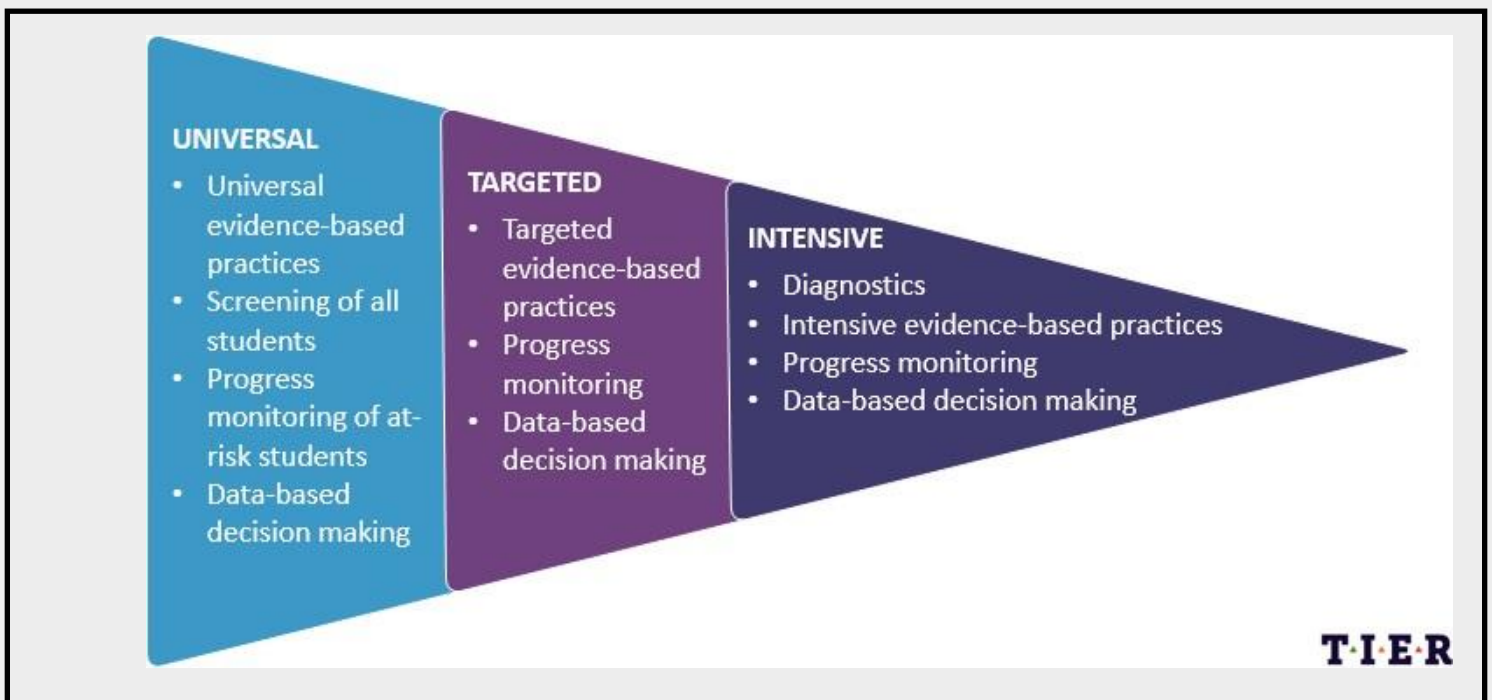 UNIVERSAL
• Universal
evidence-based
practices
• Screening of all
students
• Progress
monitoring of at-
risk students
• Data-based
decision making
TARGETED
• Targeted
evidence-based
practices
• Progress
monitoring
• Data-based
decision making
INTENSIVE
• Diagnostics
• Intensive evidence-based practices
• Progress monitoring
• Data-based decision making
T·I·E·R